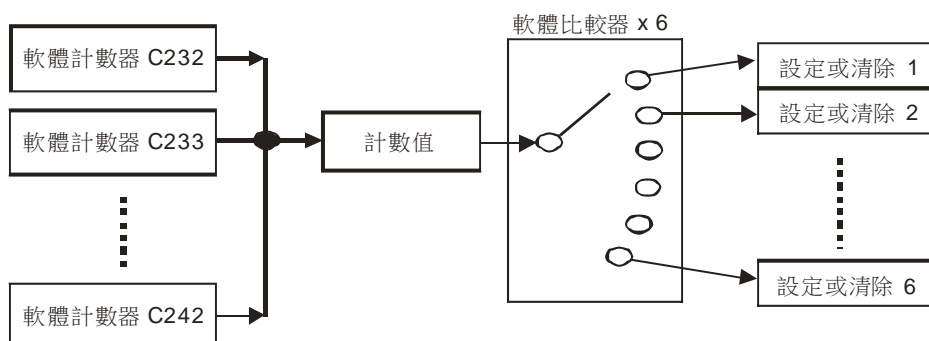 軟體計數器 C232
軟體計數器 C233
軟體計數器 C242
計數值
軟體比較器 x 6
設定或清除 1
設定或清除 2
設定或清除 6